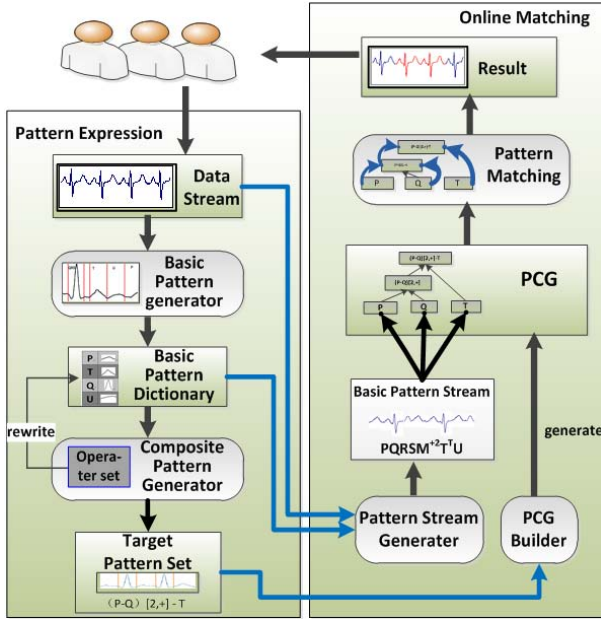 Online Matching
Result
Pattern Expression
Data
Stream
Pattern
Matching
P
Q
T
Basic
Pattern
generator
PCG
(P-Q)[2,+]-T
(P-Q)[2,+]
P
Q
T
Basic
Pattern
Dictionary
P
T
Q
U
rewrite
Basic Pattern Stream
PQRSM⁺²TᵀU
generate
Opera-
ter set
Composite
Pattern
Generator
Pattern Stream
Generater
PCG
Builder
Target
Pattern Set
(P-Q) [2,+] - T